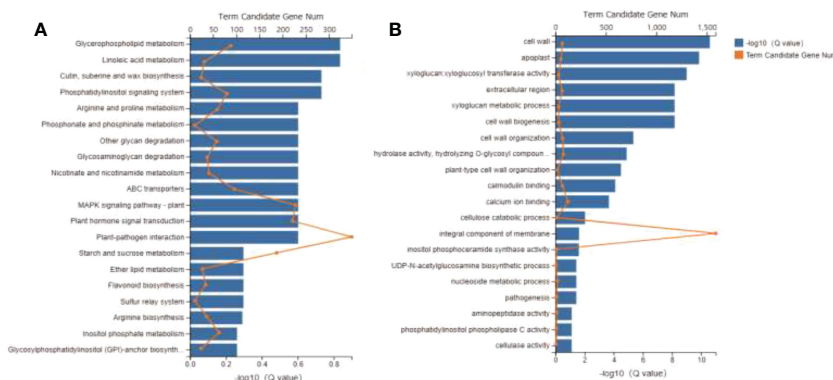 A
Term Candidate Gene Num
0 50 100 150 200 250 300
Glycerophospholipid metabolism
Linoleic acid metabolism
Cutin, suberine and wax biosynthesis
Phosphatidylinositol signaling system
Arginine and proline metabolism
Phosphonate and phosphinate metabolism
Other glycan degradation
Glycosaminoglycan degradation
Nicotinate and nicotinamide metabolism
ABC transporters
MAPK signaling pathway - plant
Plant hormone signal transduction
Plant-pathogen interaction
Starch and sucrose metabolism
Ether lipid metabolism
Flavonoid biosynthesis
Sulfur relay system
Arginine biosynthesis
Inositol phosphate metabolism
Glycosylphosphatidylinositol (GPI)-anchor biosynth...
0.0 0.2 0.4 0.6 0.8
-log10 (Q value)
B
Term Candidate Gene Num
0 500 1,000 1,500
cell wall
apoplast
xyloglucan:xyloglucosyl transferase activity
extracellular region
xyloglucan metabolic process
cell wall biogenesis
cell wall organization
hydrolase activity, hydrolyzing O-glycosyl compoun...
plant-type cell wall organization
calmodulin binding
calcium ion binding
cellulose catabolic process
integral component of membrane
inositol phosphoceramide synthase activity
UDP-N-acetylglucosamine biosynthetic process
nucleoside metabolic process
pathogenesis
aminopeptidase activity
phosphatidylinositol phospholipase C activity
cellulase activity
0 2 4 6 8 10
-log10 (Q value)
-log10 (Q value)
Term Candidate Gene Num